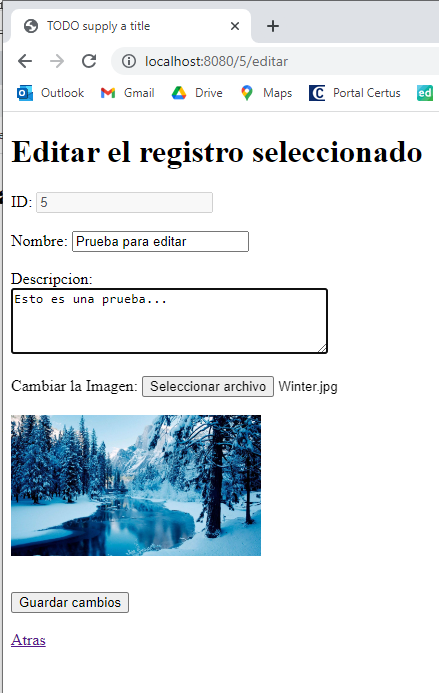 TODO supply a title
localhost:8080/5/editar
Outlook Gmail Drive Maps Portal Certus ed
Editar el registro seleccionado
ID: 5
Nombre: Prueba para editar
Descripcion:
Esto es una prueba...
Cambiar la Imagen: Seleccionar archivo Winter.jpg
Guardar cambios
Atras